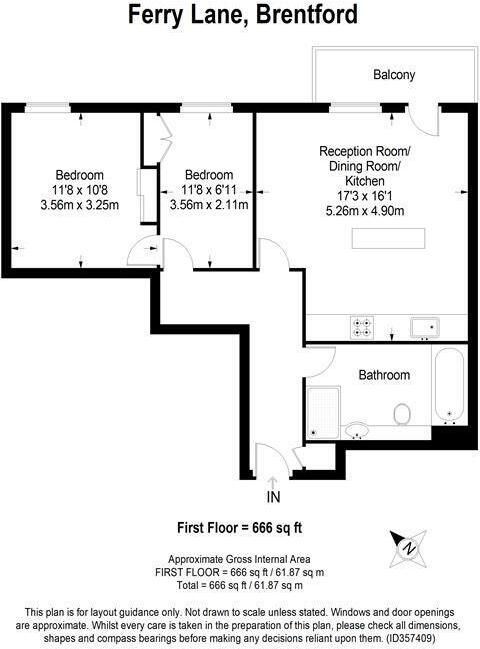 Ferry Lane, Brentford
Balcony
Bedroom
11'8 x 10'8
3.56m x 3.25m
Bedroom
11'8 x 6'11
3.56m x 2.11m
Reception Room/
Dining Room/
Kitchen
17'3 x 16'1
5.26m x 4.90m
Bathroom
IN
First Floor = 666 sq ft
N
Approximate Gross Internal Area
FIRST FLOOR = 666 sq ft / 61.87 sq m
Total = 666 sq ft / 61.87 sq m
This plan is for layout guidance only. Not drawn to scale unless stated. Windows and door openings
are approximate. Whilst every care is taken in the preparation of this plan, please check all dimensions,
shapes and compass bearings before making any decisions reliant upon them. (ID357409)